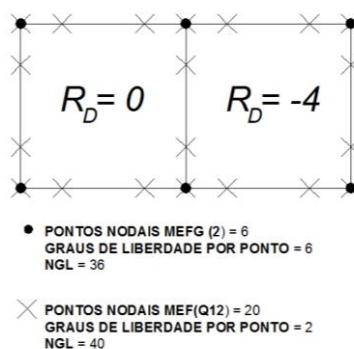 R_D = 0
R_D = -4
PONTOS NODAIS MEFG (2) = 6
GRAUS DE LIBERDADE POR PONTO = 6
NGL = 36
PONTOS NODAIS MEF(Q12) = 20
GRAUS DE LIBERDADE POR PONTO = 2
NGL = 40